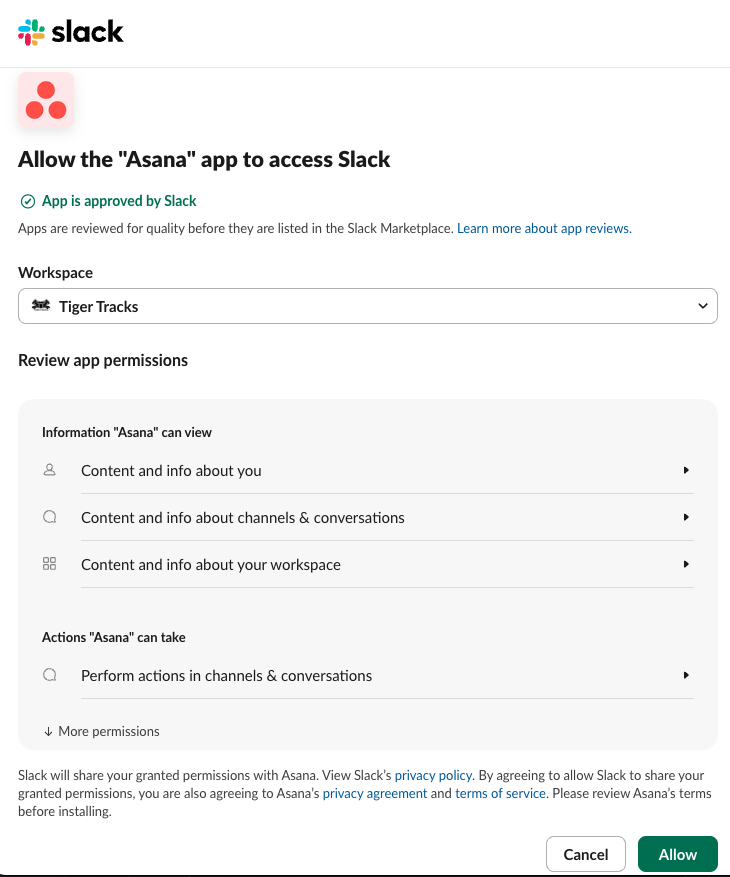 slack
Allow the "Asana" app to access Slack
App is approved by Slack
Apps are reviewed for quality before they are listed in the Slack Marketplace. Learn more about app reviews.
Workspace
Tiger Tracks
Review app permissions
Information "Asana" can view
Content and info about you
Content and info about channels & conversations
Content and info about your workspace
Actions "Asana" can take
Perform actions in channels & conversations
↓ More permissions
Slack will share your granted permissions with Asana. View Slack's privacy policy. By agreeing to allow Slack to share your
granted permissions, you are also agreeing to Asana's privacy agreement and terms of service. Please review Asana's terms
before installing.
Cancel
Allow